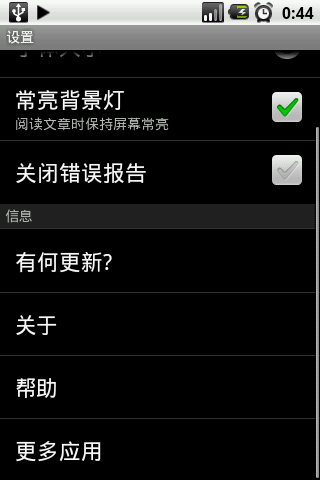 0:44
设置
常亮背景灯
阅读文章时保持屏幕常亮
关闭错误报告
信息
有何更新?
关于
帮助
更多应用